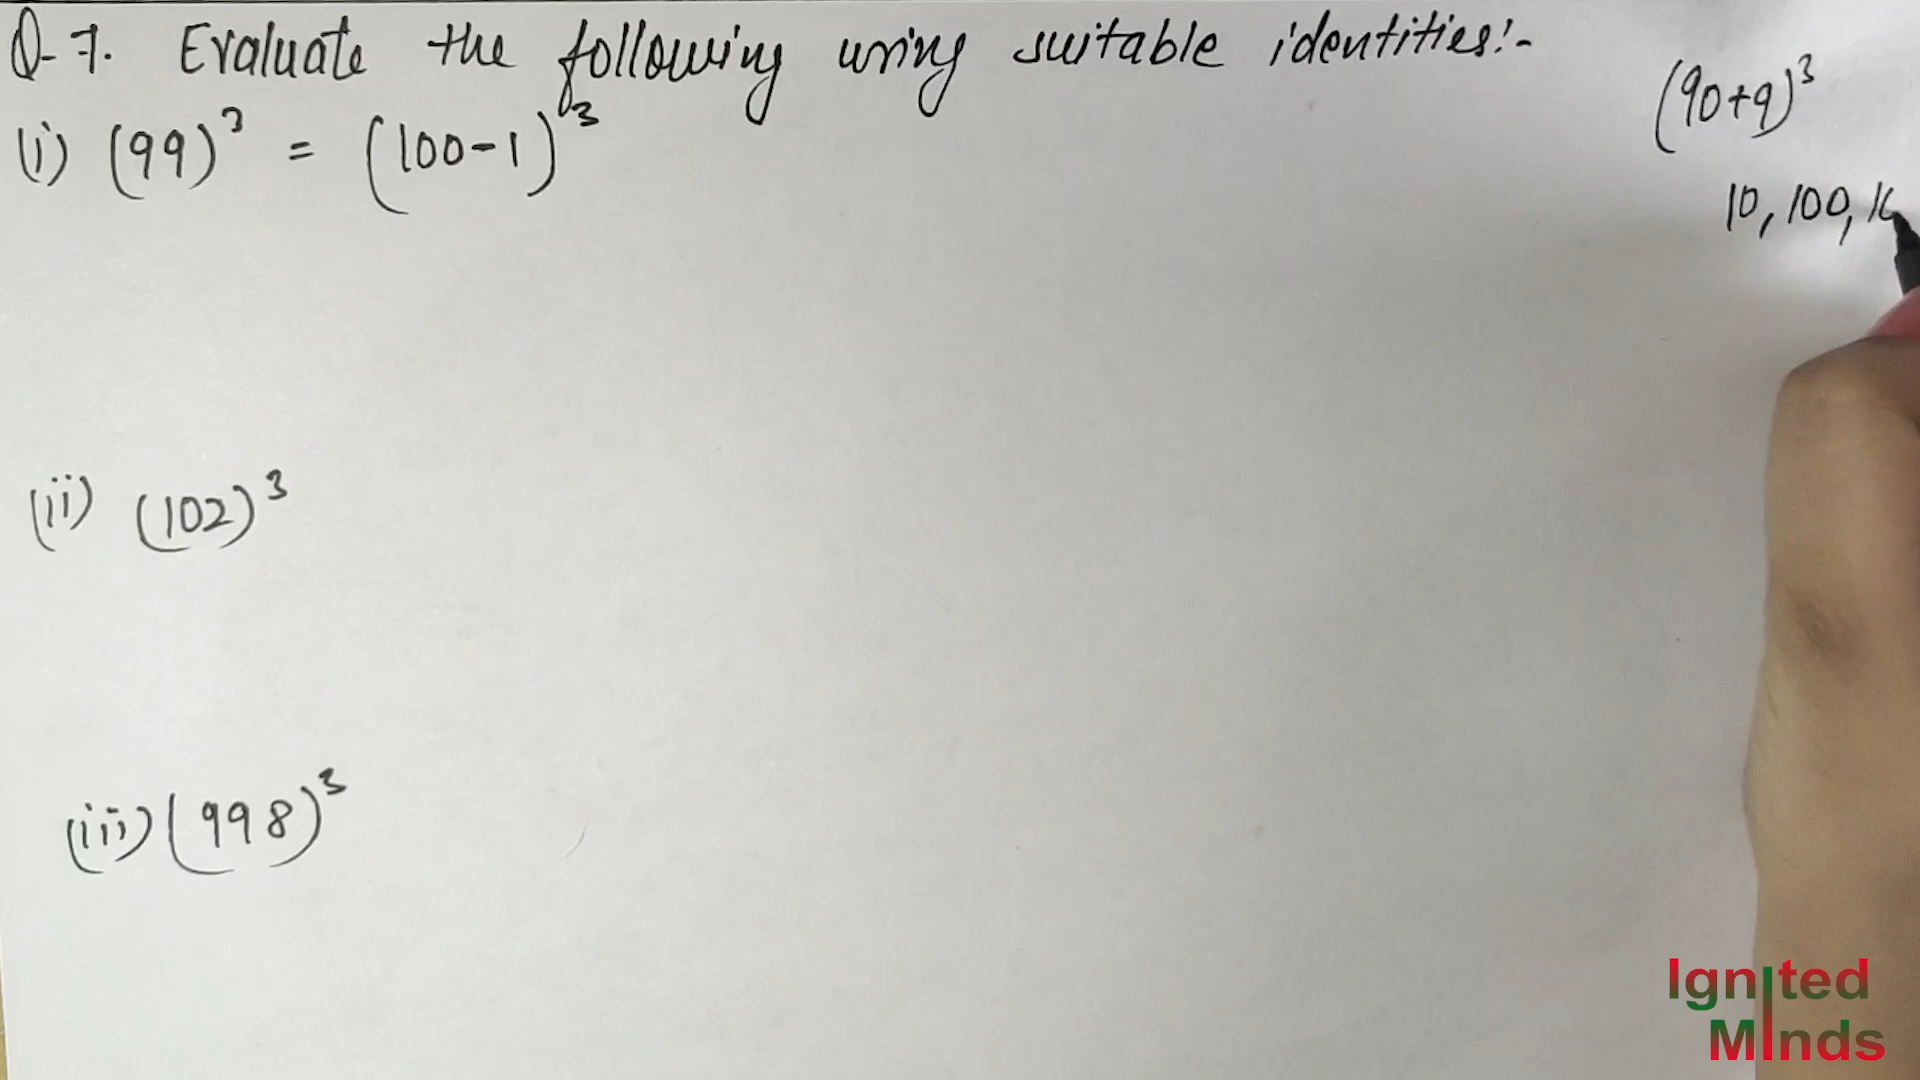 Q-7. Evaluate the following using suitable identities:-
(i) (99)³ = (100-1)³
(90+9)³
10, 100, 10
(ii) (102)³
(iii) (998)³
Ignited
Minds